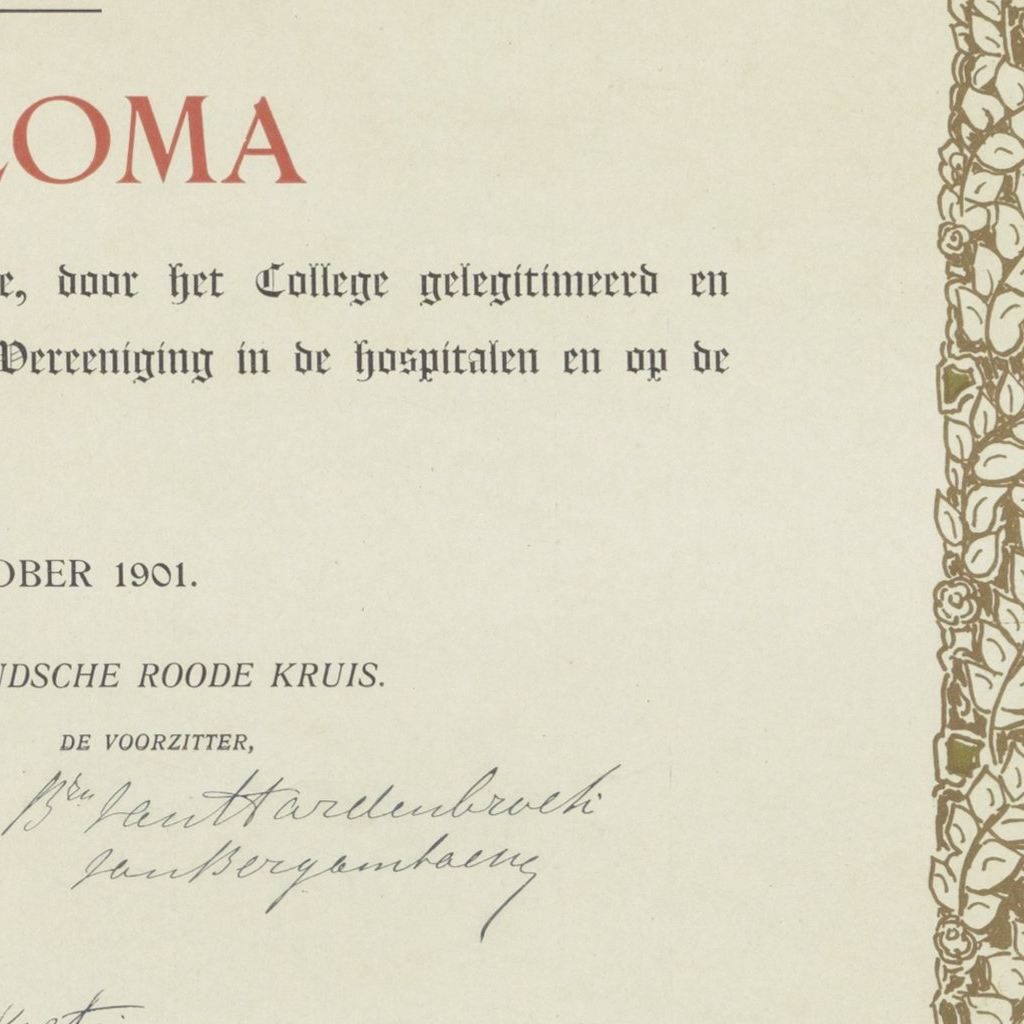 LOMA
e, door het College gelegitimeerd en
Vereeniging in de hospitalen en op de
OBER 1901.
NDSCHE ROODE KRUIS.
DE VOORZITTER,
Bron van Hardenbroek
van Bergambacht